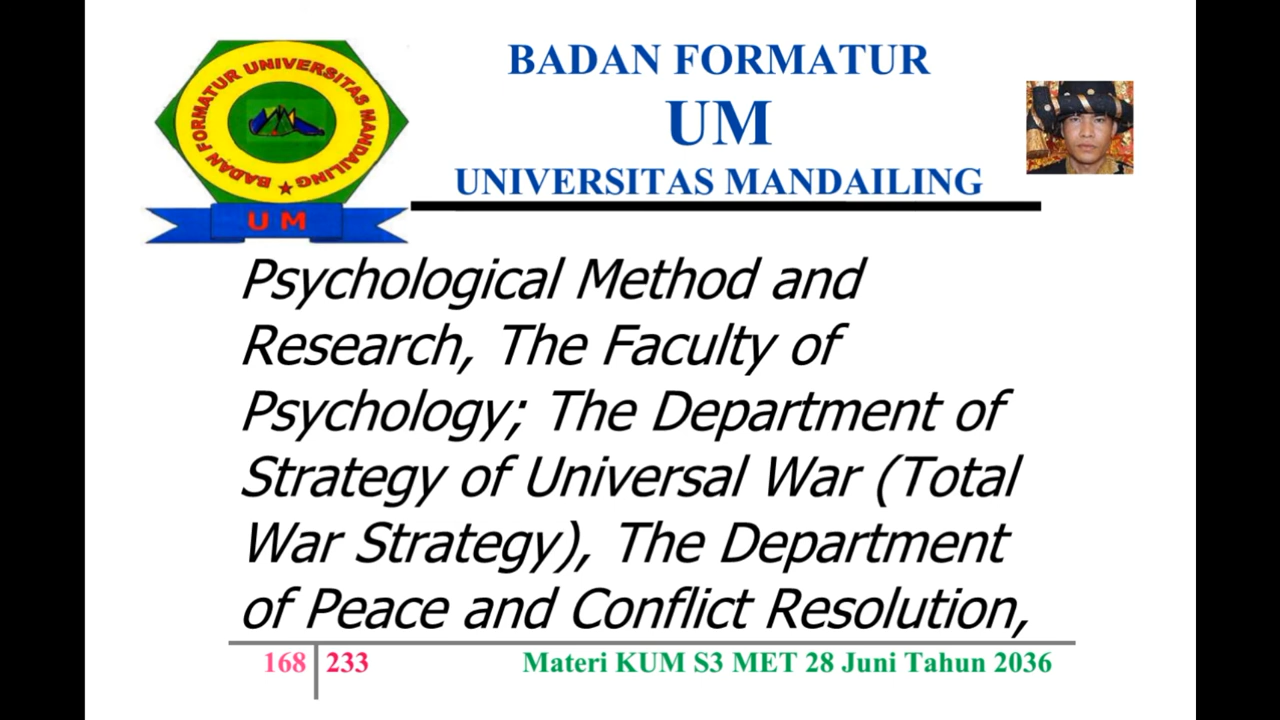 BADAN FORMATUR UNIVERSITAS MANDAILING
UM
BADAN FORMATUR
UM
UNIVERSITAS MANDAILING
Psychological Method and
Research, The Faculty of
Psychology; The Department of
Strategy of Universal War (Total
War Strategy), The Department
of Peace and Conflict Resolution,
168 233 Materi KUM S3 MET 28 Juni Tahun 2036